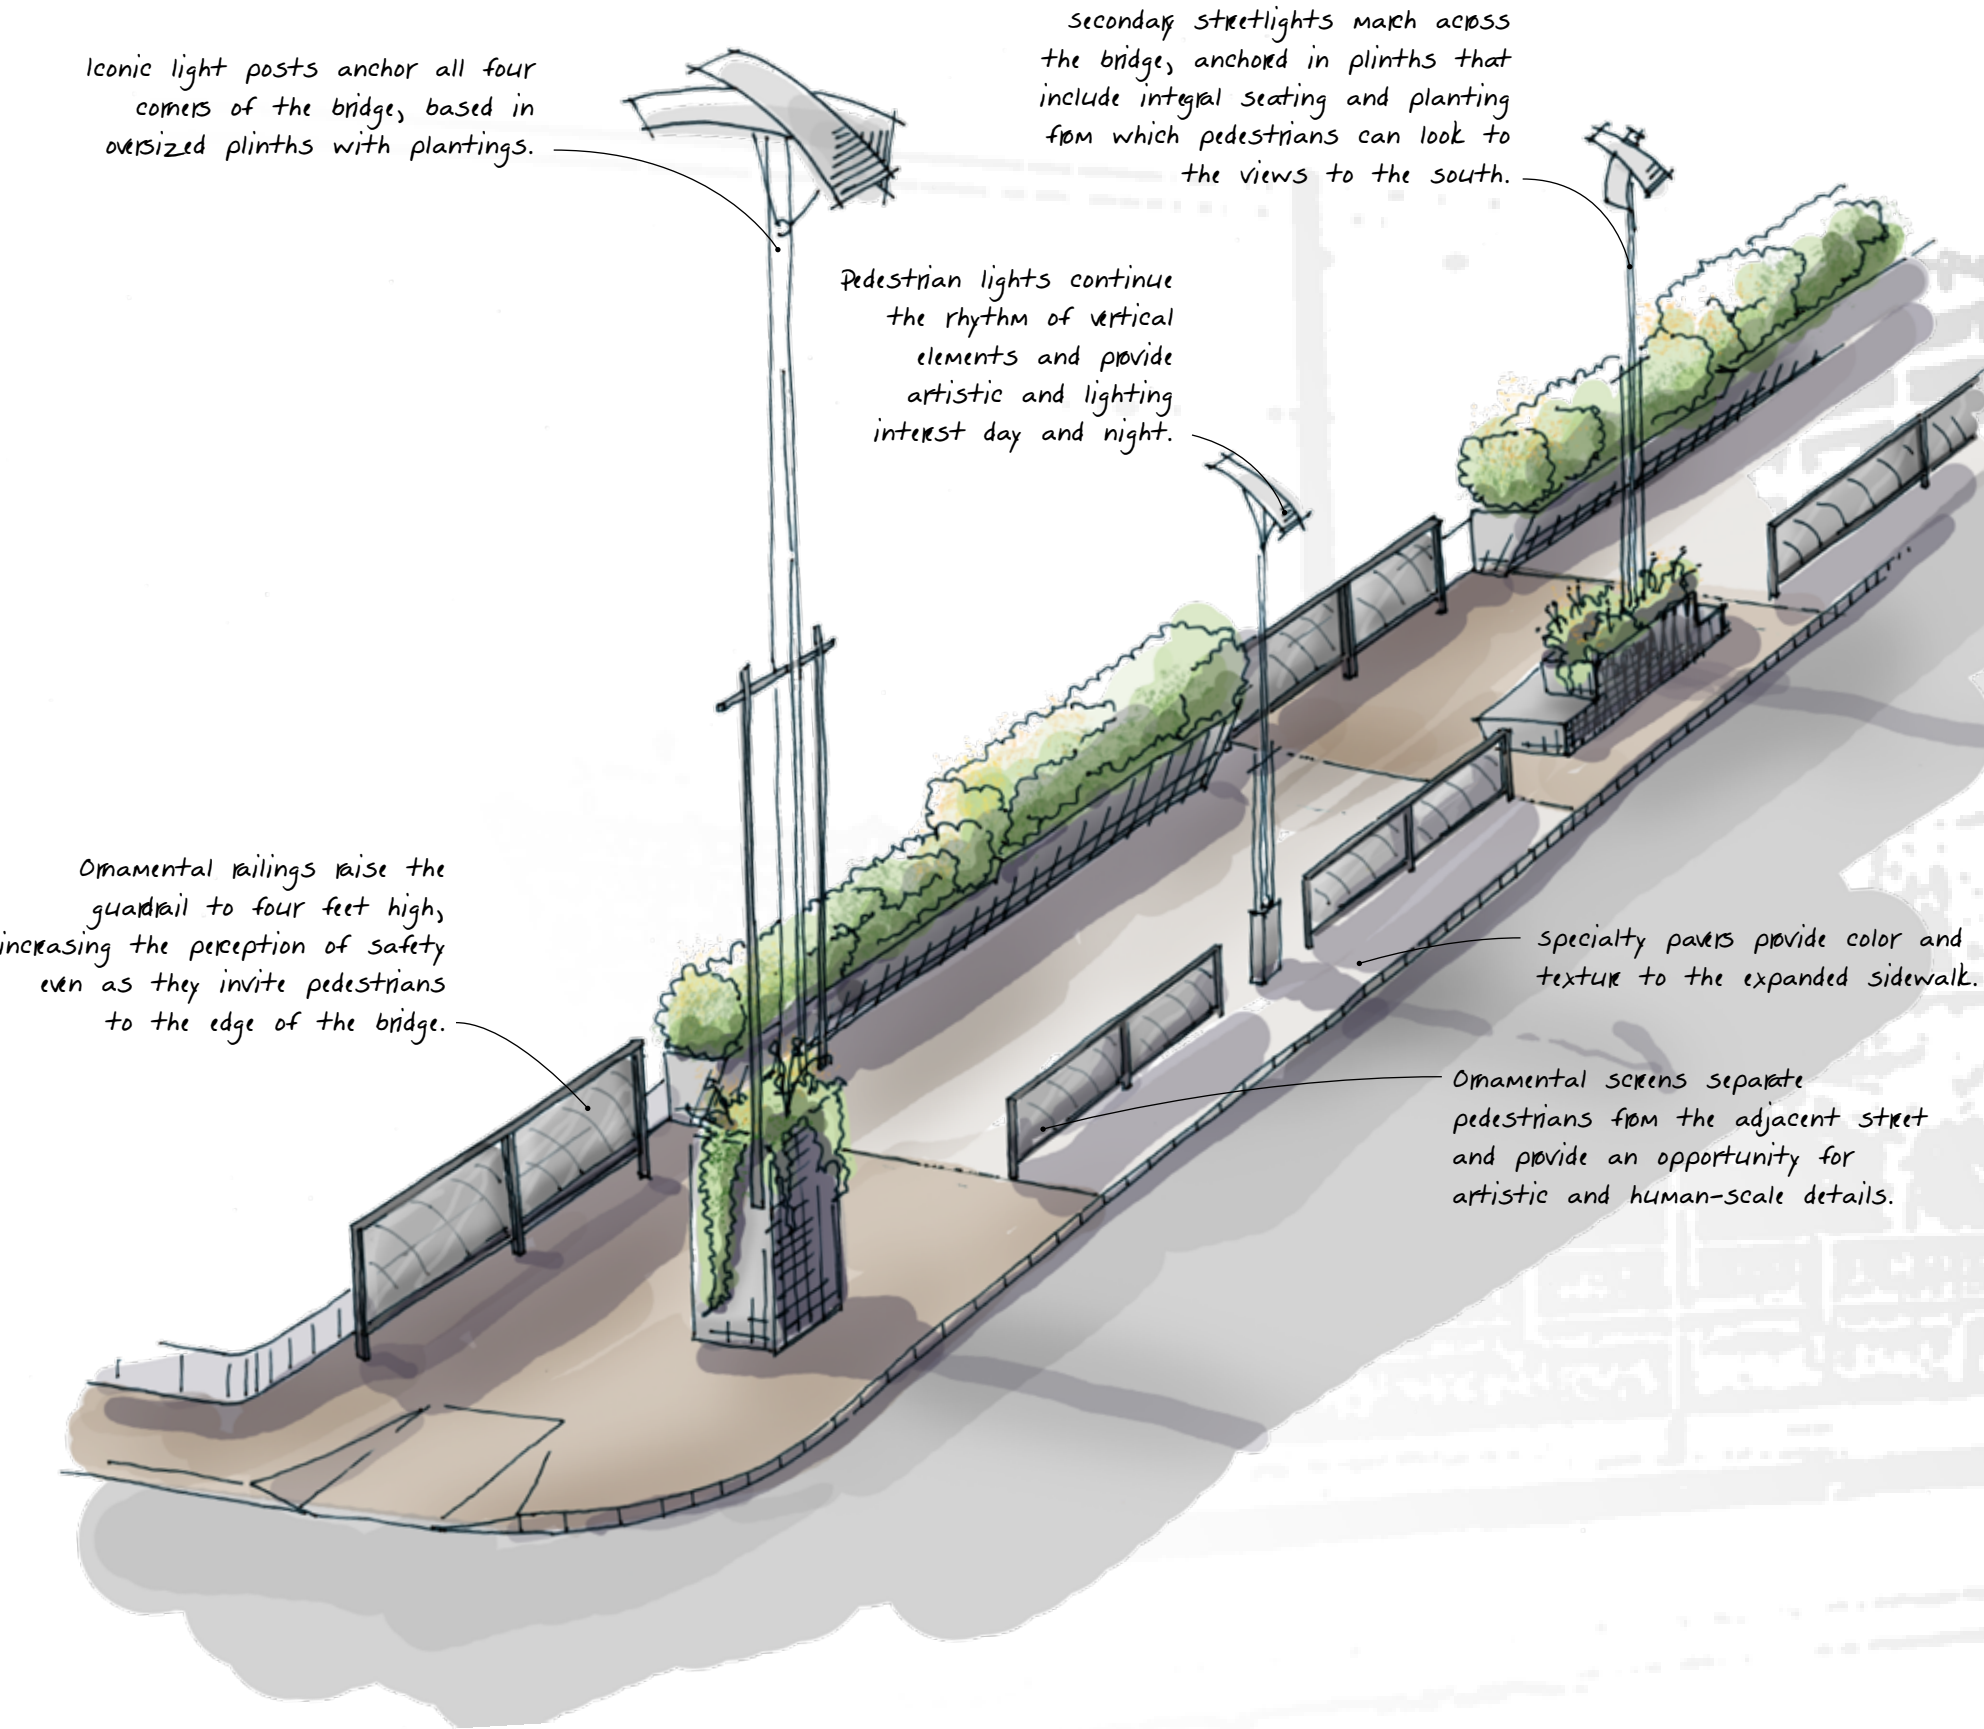 Iconic light posts anchor all four
corners of the bridge, based in
oversized plinths with plantings.
Secondary streetlights march across
the bridge, anchored in plinths that
include integral seating and planting
from which pedestrians can look to
the views to the south.
Pedestrian lights continue
the rhythm of vertical
elements and provide
artistic and lighting
interest day and night.
Ornamental railings raise the
guardrail to four feet high,
increasing the perception of safety
even as they invite pedestrians
to the edge of the bridge.
Specialty pavers provide color and
texture to the expanded sidewalk.
Ornamental screens separate
pedestrians from the adjacent street
and provide an opportunity for
artistic and human-scale details.